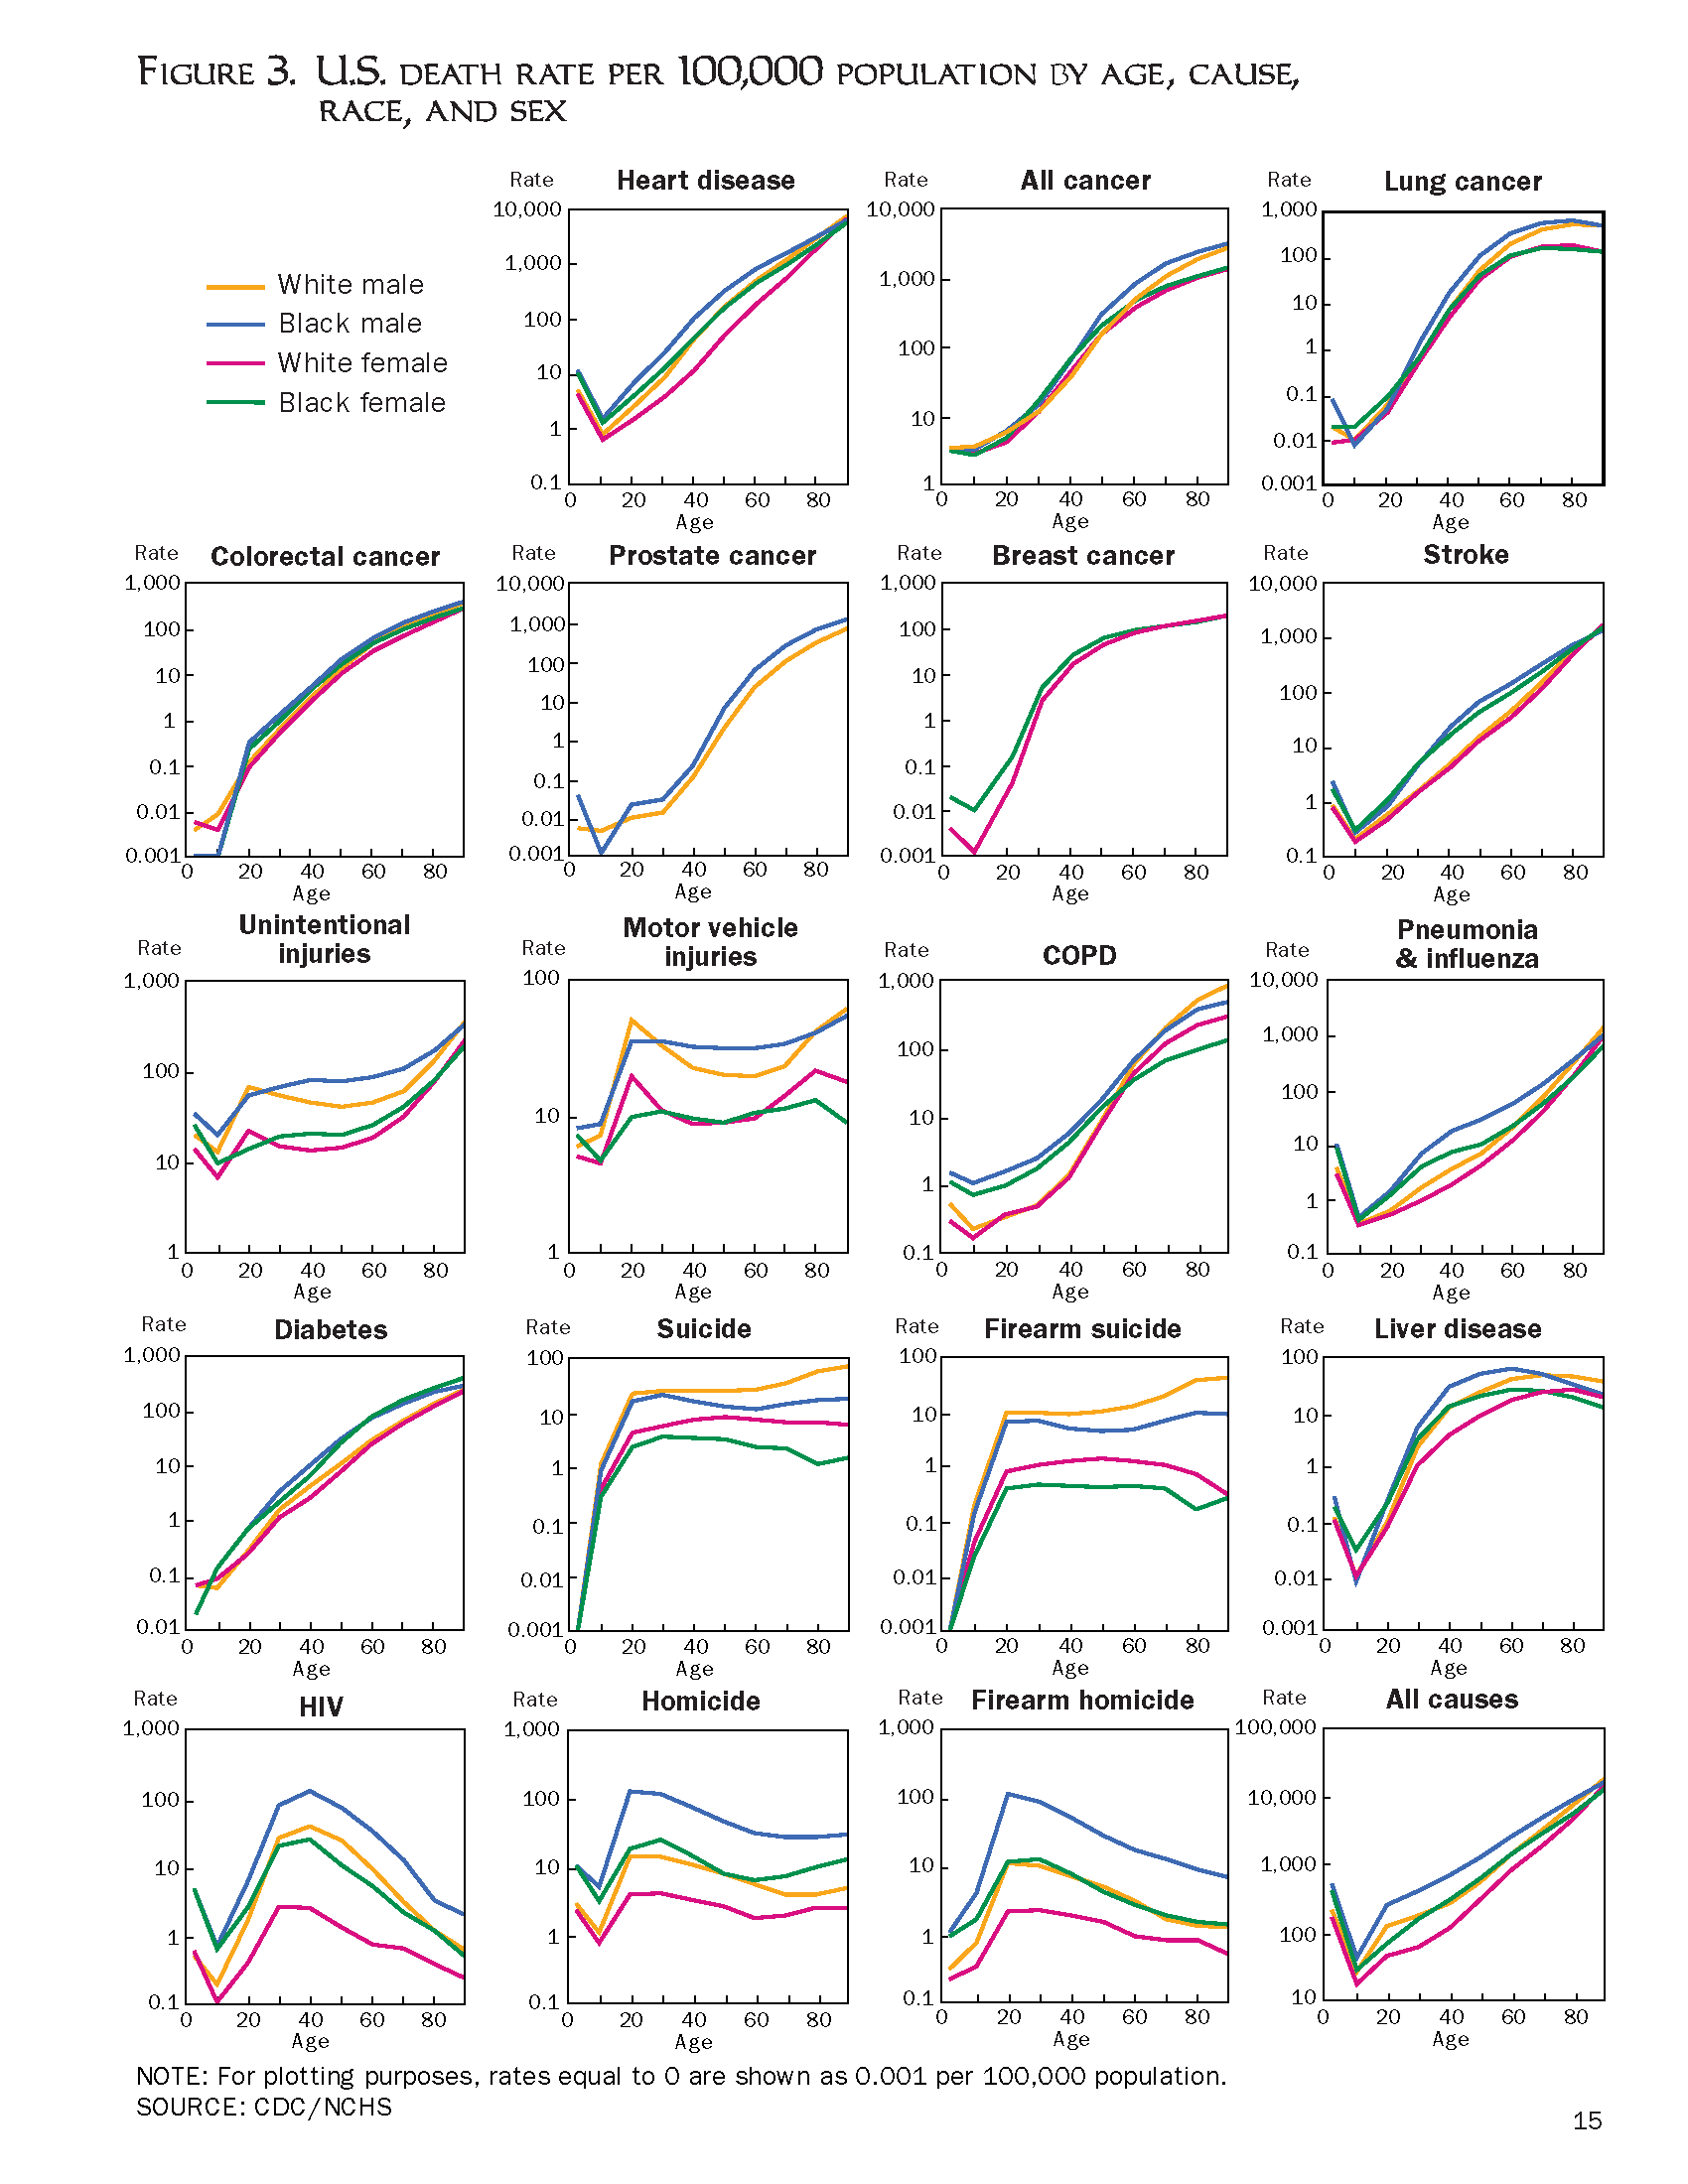 FIGURE 3. U.S. DEATH RATE PER 100,000 POPULATION BY AGE, CAUSE,
RACE, AND SEX
White male
Black male
White female
Black female
Rate Heart disease
10,000
1,000
100
10
1
0.1
0 20 40 60 80
Age
Rate All cancer
10,000
1,000
100
10
1
0 20 40 60 80
Age
Rate Lung cancer
1,000
100
10
1
0.1
0.01
0.001
0 20 40 60 80
Age
Rate Colorectal cancer
1,000
100
10
1
0.1
0.01
0.001
0 20 40 60 80
Age
Rate Prostate cancer
10,000
1,000
100
10
1
0.1
0.01
0.001
0 20 40 60 80
Age
Rate Breast cancer
1,000
100
10
1
0.1
0.01
0.001
0 20 40 60 80
Age
Rate Stroke
10,000
1,000
100
10
1
0.1
0 20 40 60 80
Age
Unintentional
Rate injuries
1,000
100
10
1
0 20 40 60 80
Age
Motor vehicle
Rate injuries
100
10
1
0 20 40 60 80
Age
Rate COPD
1,000
100
10
1
0.1
0 20 40 60 80
Age
Pneumonia
Rate & influenza
10,000
1,000
100
10
1
0.1
0 20 40 60 80
Age
Rate Diabetes
1,000
100
10
1
0.1
0.01
0 20 40 60 80
Age
Rate Suicide
100
10
1
0.1
0.01
0.001
0 20 40 60 80
Age
Rate Firearm suicide
100
10
1
0.1
0.01
0.001
0 20 40 60 80
Age
Rate Liver disease
100
10
1
0.1
0.01
0.001
0 20 40 60 80
Age
Rate HIV
1,000
100
10
1
0.1
0 20 40 60 80
Age
Rate Homicide
1,000
100
10
1
0.1
0 20 40 60 80
Age
Rate Firearm homicide
1,000
100
10
1
0.1
0 20 40 60 80
Age
Rate All causes
100,000
10,000
1,000
100
10
0 20 40 60 80
Age
NOTE: For plotting purposes, rates equal to 0 are shown as 0.001 per 100,000 population.
SOURCE: CDC/NCHS
15